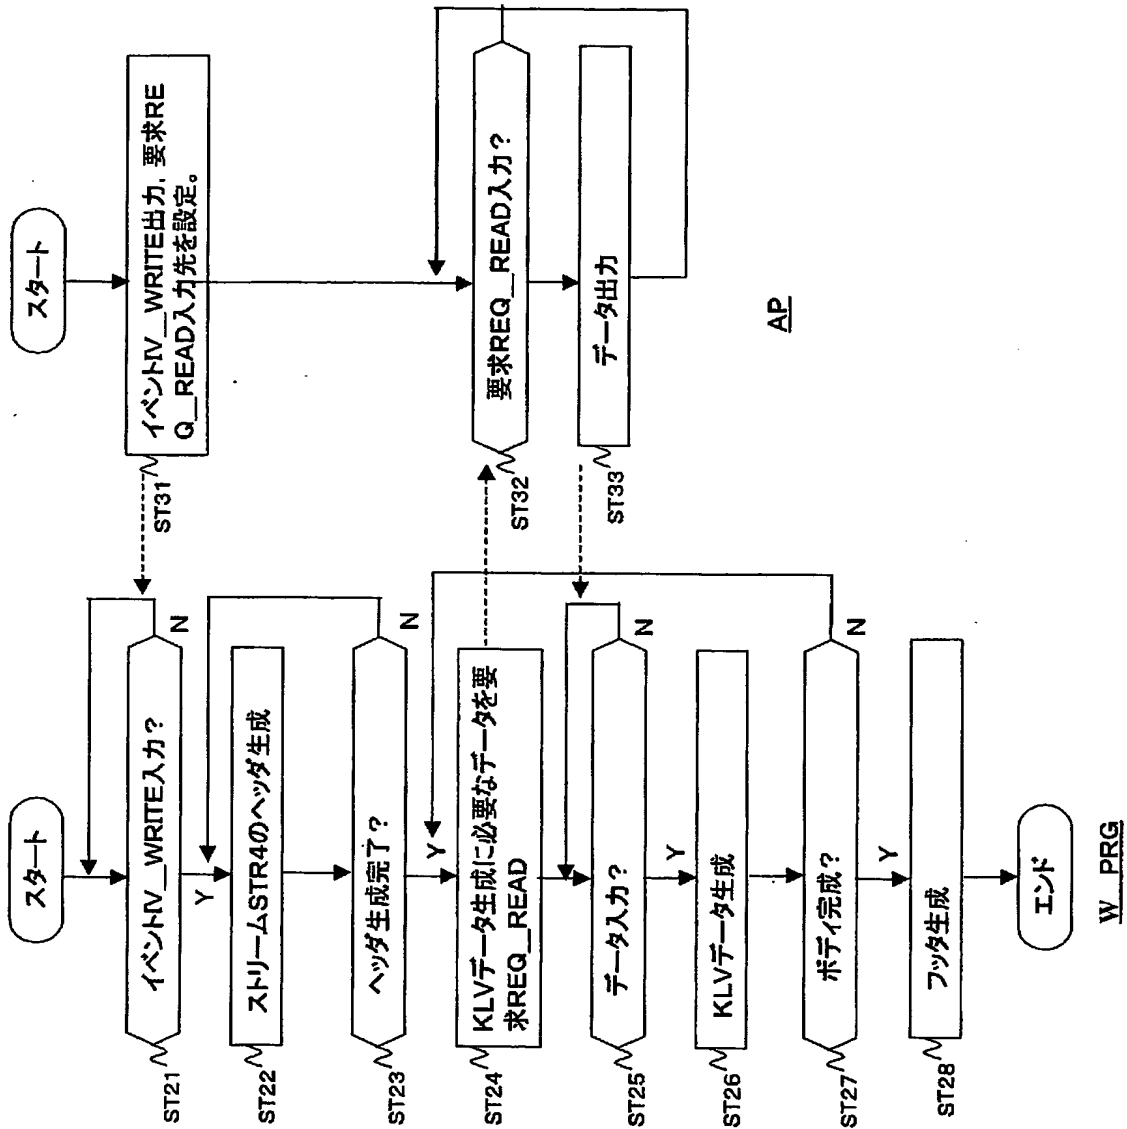 スタート
イベントIV__WRITE入力?
ST21
N
Y
ストリームSTR4のヘッダ生成
ST22
ヘッダ生成完了?
ST23
N
Y
KLVデータ生成に必要なデータを要
求REQ__READ
ST24
データ入力?
ST25
N
Y
KLVデータ生成
ST26
ボディ完成?
ST27
N
Y
フッタ生成
ST28
エンド
W_PRG
スタート
イベントIV__WRITE出力, 要求RE
Q__READ入力先を設定。
ST31
要求REQ__READ入力?
ST32
データ出力
ST33
AP